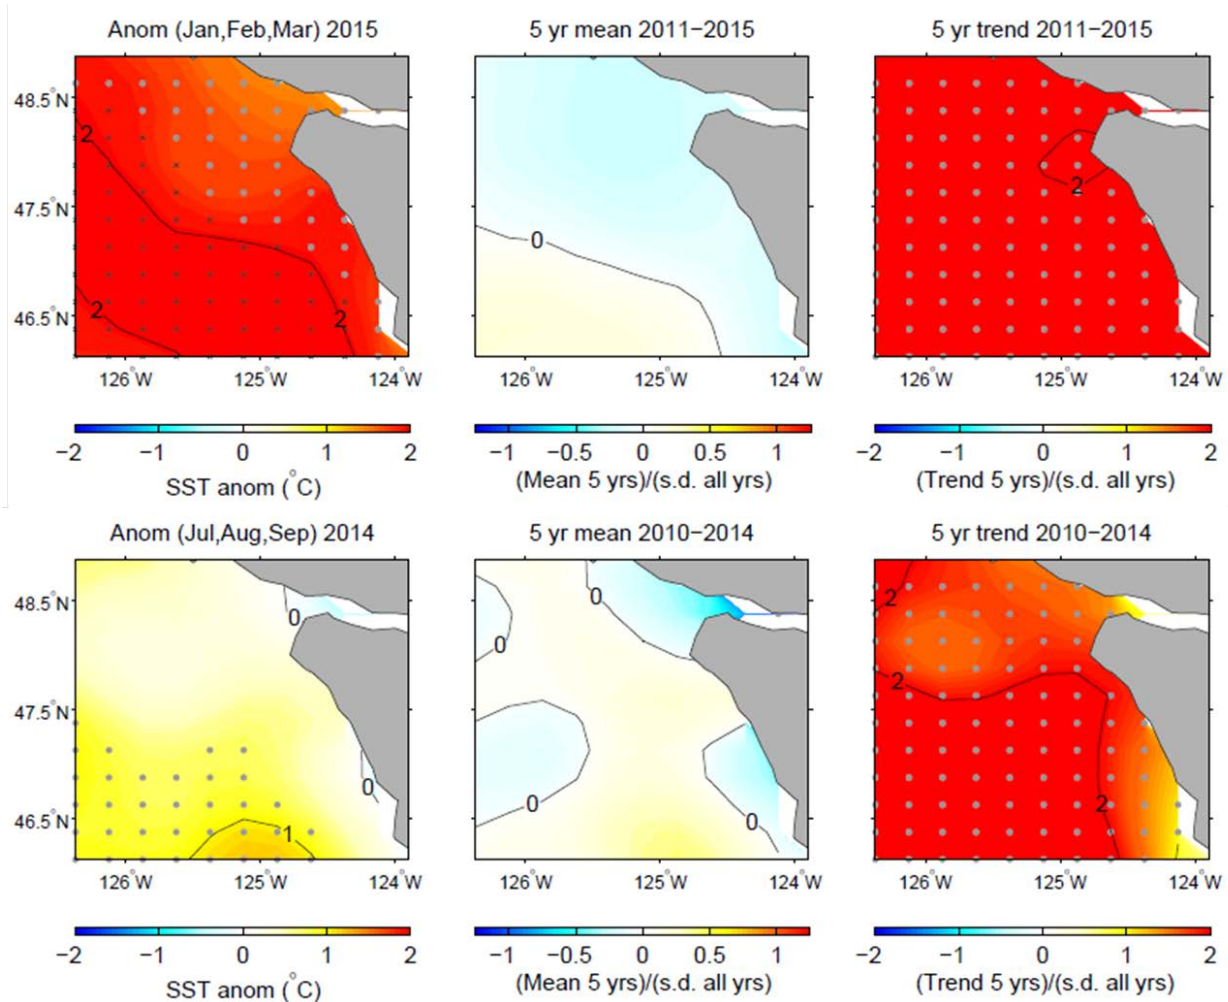 Anom (Jan,Feb,Mar) 2015
5 yr mean 2011−2015
5 yr trend 2011−2015
48.5°N
47.5°N
46.5°N
2
2
2
0
2
126°W 125°W 124°W
126°W 125°W 124°W
126°W 125°W 124°W
−2 −1 0 1 2
−1 −0.5 0 0.5 1
−2 −1 0 1 2
SST anom (°C)
(Mean 5 yrs)/(s.d. all yrs)
(Trend 5 yrs)/(s.d. all yrs)
Anom (Jul,Aug,Sep) 2014
5 yr mean 2010−2014
5 yr trend 2010−2014
48.5°N
47.5°N
46.5°N
0
0
1
0
0
0
0
2
2
2
126°W 125°W 124°W
126°W 125°W 124°W
126°W 125°W 124°W
−2 −1 0 1 2
−1 −0.5 0 0.5 1
−2 −1 0 1 2
SST anom (°C)
(Mean 5 yrs)/(s.d. all yrs)
(Trend 5 yrs)/(s.d. all yrs)